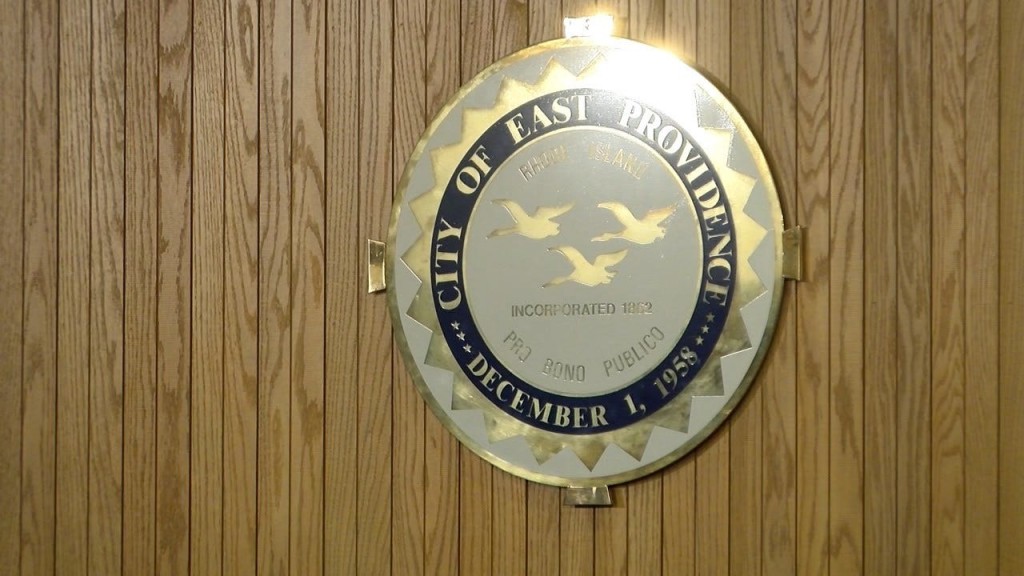 CITY OF EAST PROVIDENCE
RHODE ISLAND
INCORPORATED 1862
PRO BONO PUBLICO
DECEMBER 1, 1958